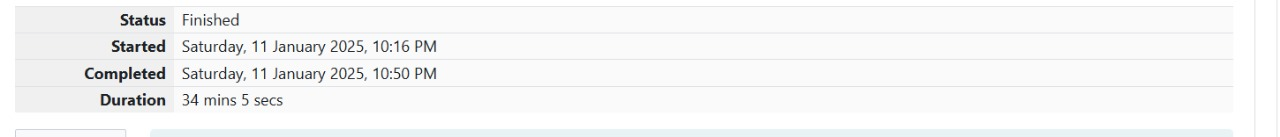 Status Finished
Started Saturday, 11 January 2025, 10:16 PM
Completed Saturday, 11 January 2025, 10:50 PM
Duration 34 mins 5 secs